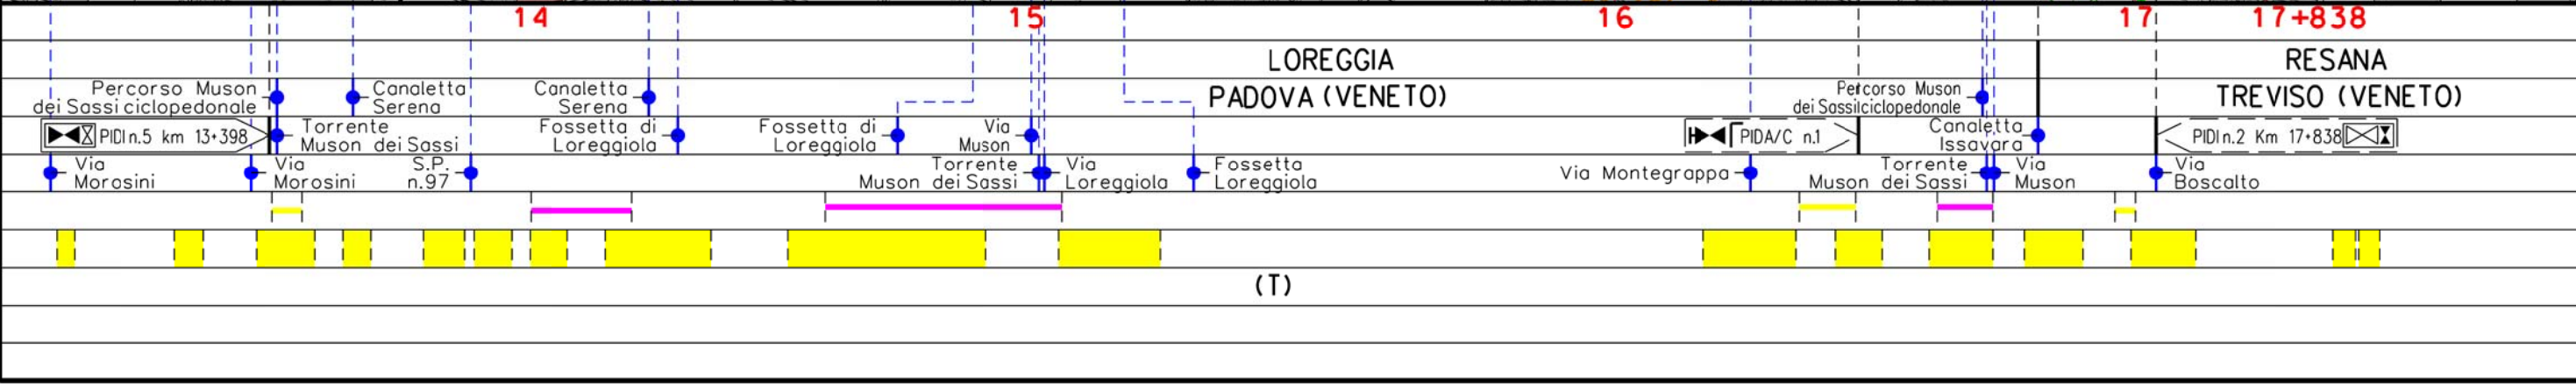 14 15 16 17 17+838
LOREGGIA RESANA
Percorso Muson
dei Sassi ciclopedonale
Canaletta
Serena
Canaletta
Serena
PADOVA (VENETO)
Percorso Muson
dei Sassi ciclopedonale
TREVISO (VENETO)
PIDI n.5 km 13+398
Torrente
Muson dei Sassi
Fossetta di
Loreggiola
Fossetta di
Loreggiola
Via
Muson
PIDA/C n.1
Canaletta
Issavara
PIDI n.2 Km 17+838
Via
Morosini
Via
Morosini
S.P.
n.97
Torrente
Muson dei Sassi
Via
Loreggiola
Fossetta
Loreggiola
Via Montegrappa
Torrente
Muson dei Sassi
Via
Muson
Via
Boscalto
(T)